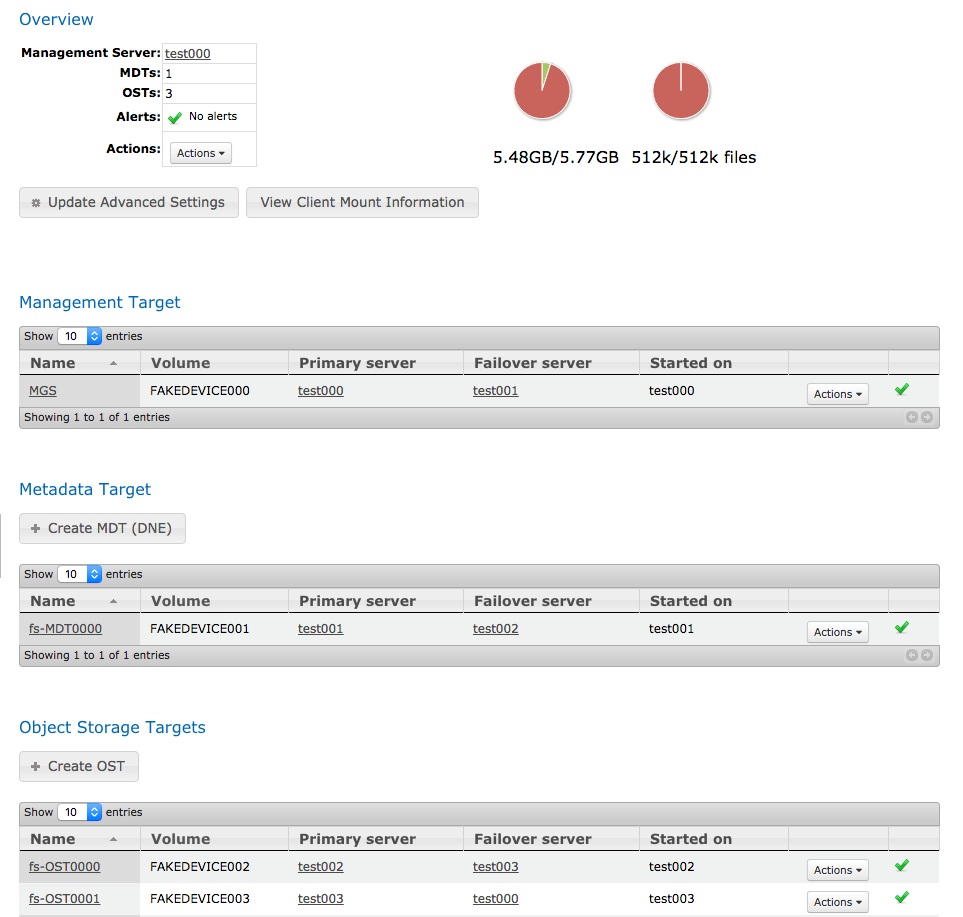 Overview
Management Server: test000
MDTs: 1
OSTs: 3
Alerts: No alerts
Actions: Actions
5.48GB/5.77GB 512k/512k files
Update Advanced Settings View Client Mount Information
Management Target
Show 10 entries
Name Volume Primary server Failover server Started on
MGS FAKEDEVICE000 test000 test001 test000 Actions
Showing 1 to 1 of 1 entries
Metadata Target
Create MDT (DNE)
Show 10 entries
Name Volume Primary server Failover server Started on
fs-MDT0000 FAKEDEVICE001 test001 test002 test001 Actions
Showing 1 to 1 of 1 entries
Object Storage Targets
Create OST
Show 10 entries
Name Volume Primary server Failover server Started on
fs-OST0000 FAKEDEVICE002 test002 test003 test002 Actions
fs-OST0001 FAKEDEVICE003 test003 test000 test003 Actions